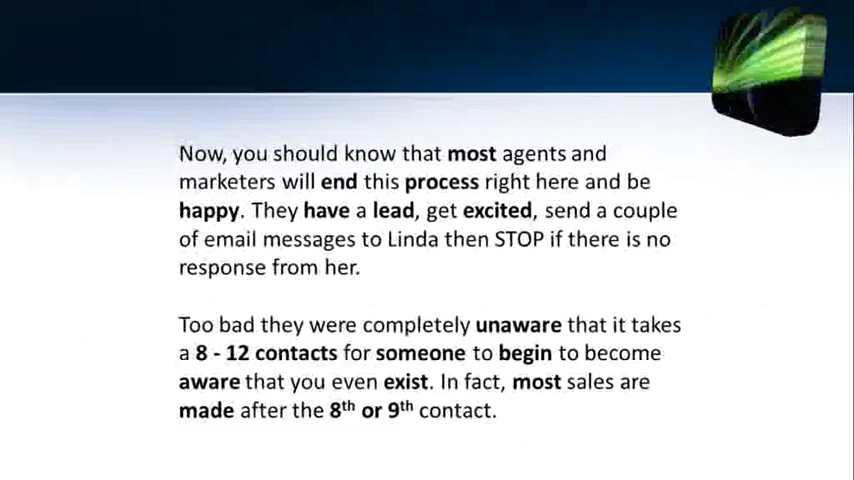 Now, you should know that most agents and
marketers will end this process right here and be
happy. They have a lead, get excited, send a couple
of email messages to Linda then STOP if there is no
response from her.
Too bad they were completely unaware that it takes
a 8 - 12 contacts for someone to begin to become
aware that you even exist. In fact, most sales are
made after the 8th or 9th contact.